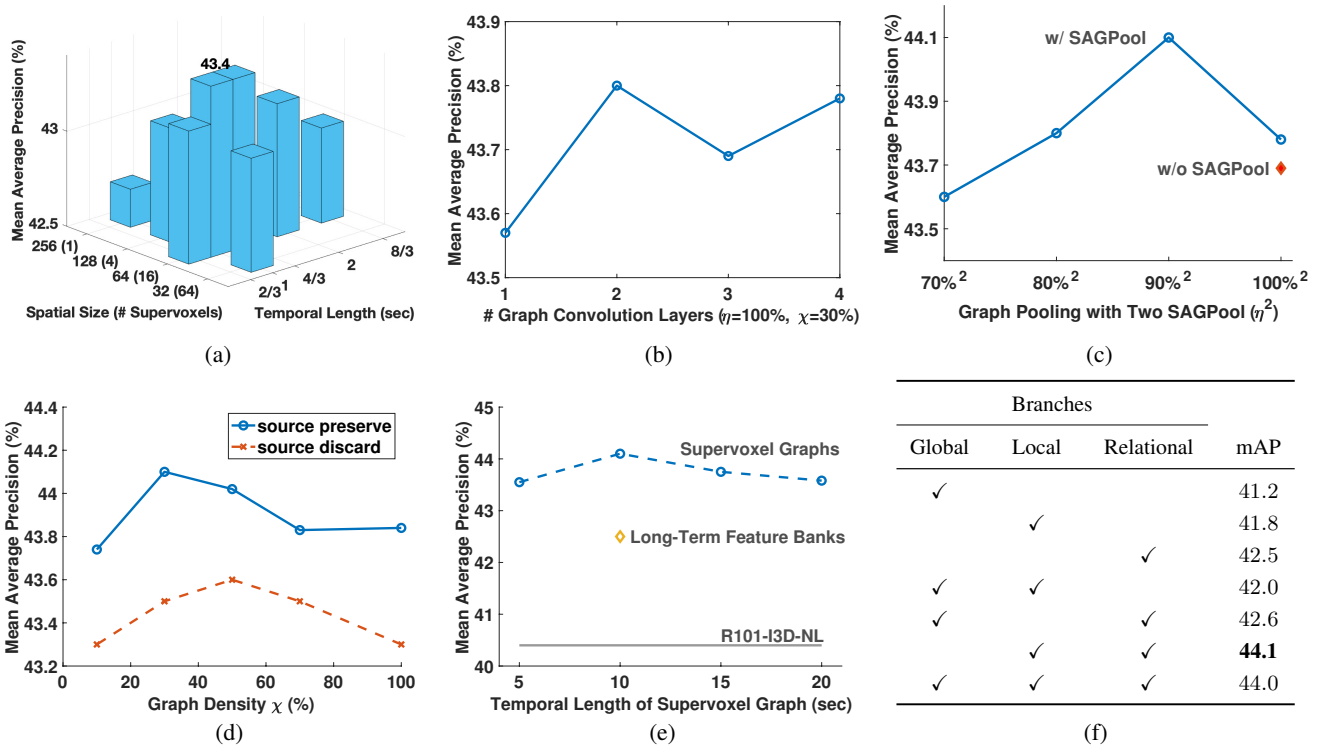 Mean Average Precision (%)
43.4
43
42.5
256 (1)
128 (4)
64 (16)
32 (64)
2/3
1
4/3
2
8/3
Spatial Size (# Supervoxels)
Temporal Length (sec)
(a)
Mean Average Precision (%)
43.9
43.8
43.7
43.6
43.5
1 2 3 4
# Graph Convolution Layers (η=100%, χ=30%)
(b)
Mean Average Precision (%)
44.1
43.9
43.7
43.5
w/ SAGPool
w/o SAGPool
70%² 80%² 90%² 100%²
Graph Pooling with Two SAGPool (η²)
(c)
Mean Average Precision (%)
44.4
44.2
44
43.8
43.6
43.4
43.2
source preserve
source discard
0 20 40 60 80 100
Graph Density χ (%)
(d)
Mean Average Precision (%)
45
44
43
42
41
40
Supervoxel Graphs
Long-Term Feature Banks
R101-I3D-NL
5 10 15 20
Temporal Length of Supervoxel Graph (sec)
(e)
Branches
Global Local Relational mAP
✓ 41.2
✓ 41.8
✓ 42.5
✓ ✓ 42.0
✓ ✓ 42.6
✓ ✓ 44.1
✓ ✓ ✓ 44.0
(f)